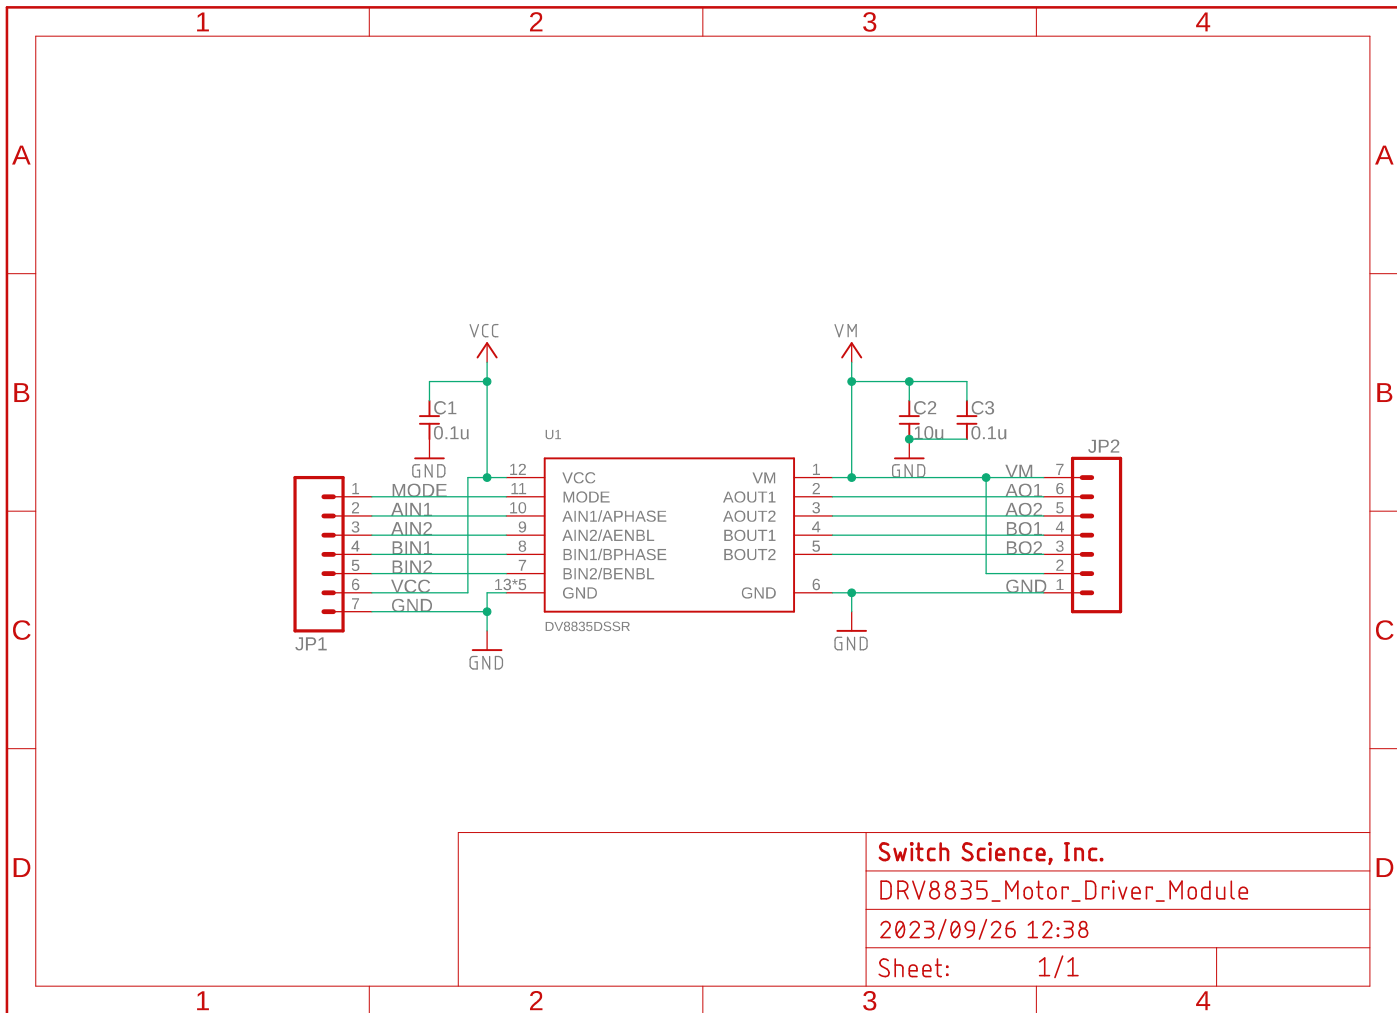 1 2 3 4
A A
B B
C C
D D
VCC
C1
0.1u
GND
VM
C2
10u
C3
0.1u
GND
U1
JP1
1 MODE
2 AIN1
3 AIN2
4 BIN1
5 BIN2
6 VCC
7 GND
12 VCC
11 MODE
10 AIN1/APHASE
9 AIN2/AENBL
8 BIN1/BPHASE
7 BIN2/BENBL
13*5 GND
GND
VM 1
AOUT1 2
AOUT2 3
BOUT1 4
BOUT2 5
GND 6
DV8835DSSR
GND
JP2
VM 7
AO1 6
AO2 5
BO1 4
BO2 3
2
GND 1
Switch Science, Inc.
DRV8835_Motor_Driver_Module
2023/09/26 12:38
Sheet: 1/1
1 2 3 4